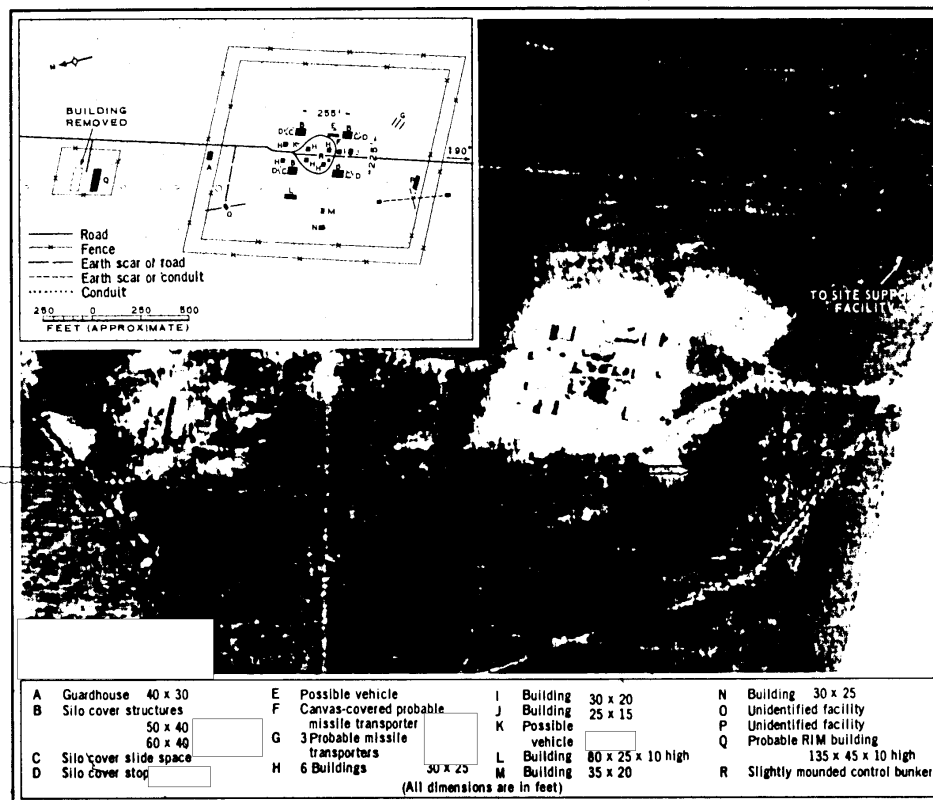 N
BUILDING
REMOVED
255'
225'
190°
G
B
E
B
D C
C D
K
H
H
H
F
H
R
I
J
A
H
H
H
B
B
D C
C D
L
P
Q
O
M
N
Road
Fence
Earth scar of road
Earth scar of conduit
Conduit
250 0 250 500
FEET (APPROXIMATE)
TO SITE SUPPO
FACILITY
A Guardhouse 40 x 30
B Silo cover structures
50 x 40
60 x 40
C Silo cover slide space
D Silo cover stop
E Possible vehicle
F Canvas-covered probable
missile transporter
G 3 Probable missile
transporters
H 6 Buildings 30 x 25
I Building 30 x 20
J Building 25 x 15
K Possible
vehicle
L Building 80 x 25 x 10 high
M Building 35 x 20
N Building 30 x 25
O Unidentified facility
P Unidentified facility
Q Probable RIM building
135 x 45 x 10 high
R Slightly mounded control bunker
(All dimensions are in feet)